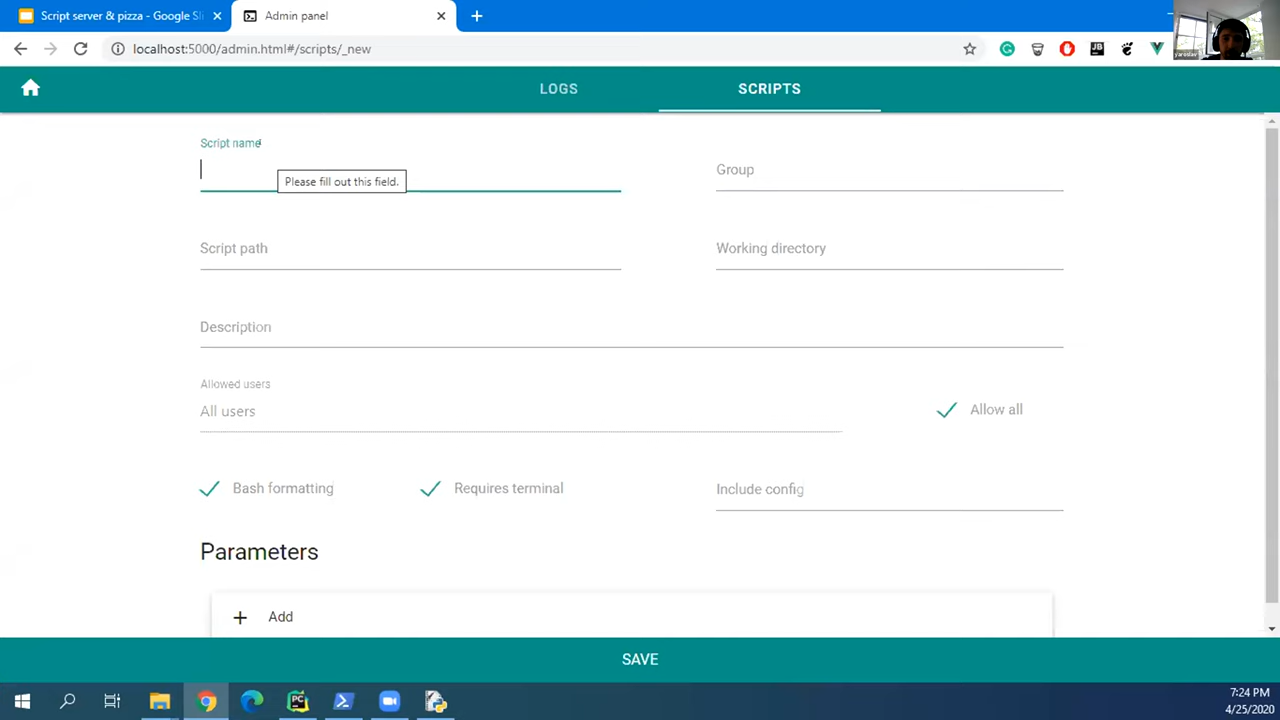 Script server & pizza - Google Sli
Admin panel
localhost:5000/admin.html#/scripts/_new
LOGS
SCRIPTS
Script name
Please fill out this field.
Group
Script path
Working directory
Description
Allowed users
All users
Allow all
Bash formatting
Requires terminal
Include config
Parameters
Add
SAVE
7:24 PM
4/25/2020